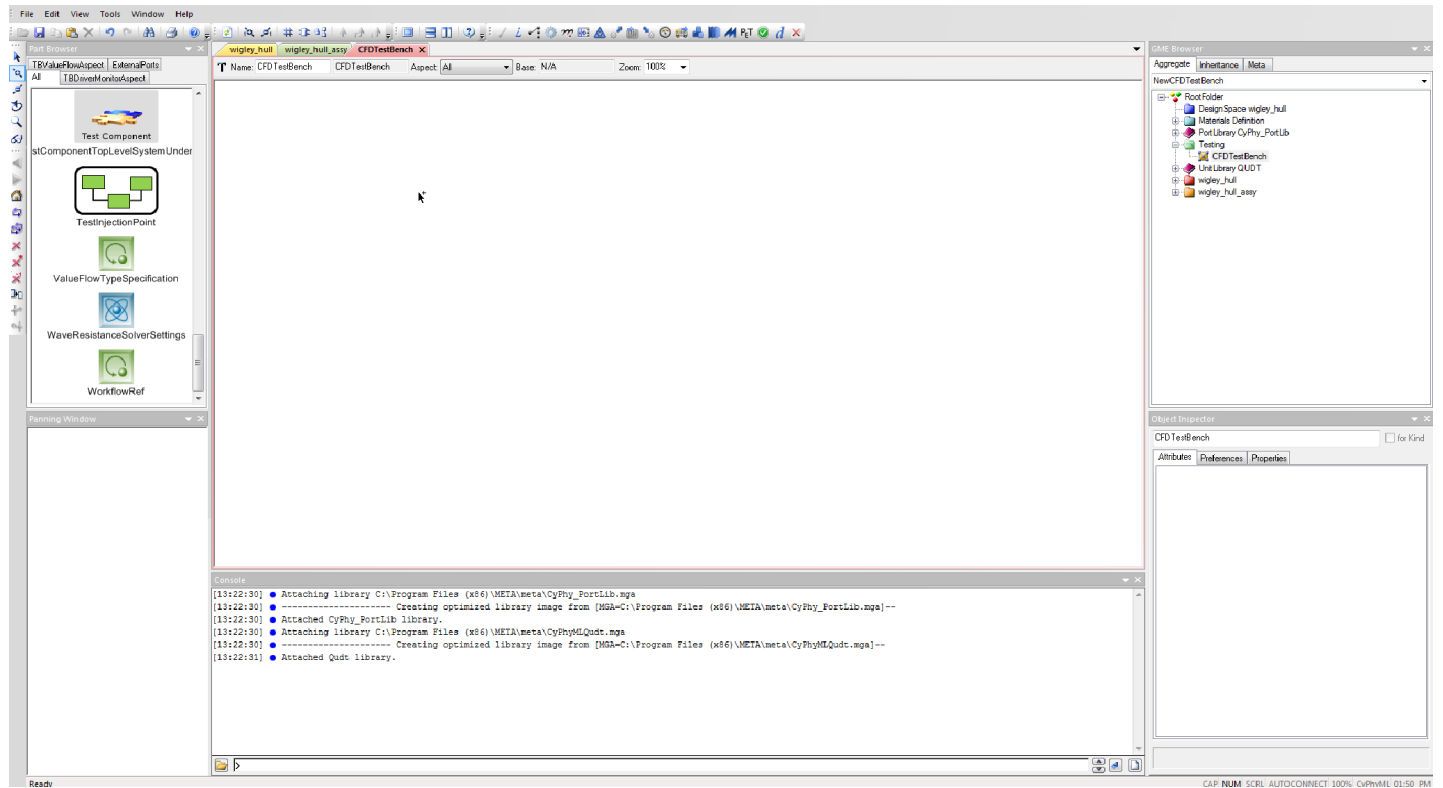 File Edit View Tools Window Help
Part Browser
TBValueFlowAspect ExternalPorts
All TBDriverMonitorAspect
Test Component
stComponentTopLevelSystemUnder
TestInjectionPoint
ValueFlowTypeSpecification
WaveResistanceSolverSettings
WorkflowRef
Panning Window
wigley_hull wigley_hull_assy CFDTestBench
Name: CFDTestBench CFDTestBench Aspect: All Base: N/A Zoom: 100%
Console
[13:22:30] Attaching library C:\Program Files (x86)\META\meta\CyPhy_PortLib.mga
[13:22:30] -------------------- Creating optimized library image from [MGA=C:\Program Files (x86)\META\meta\CyPhy_PortLib.mga]--
[13:22:30] Attached CyPhy_PortLib library.
[13:22:30] Attaching library C:\Program Files (x86)\META\meta\CyPhyMLQudt.mga
[13:22:30] -------------------- Creating optimized library image from [MGA=C:\Program Files (x86)\META\meta\CyPhyMLQudt.mga]--
[13:22:31] Attached Qudt library.
>
GME Browser
Aggregate Inheritance Meta
NewCFDTestBench
Root Folder
Design Space wigley_hull
Materials Definition
PortLibrary CyPhy_PortLib
Testing
CFDTestBench
UnitLibrary QUDT
wigley_hull
wigley_hull_assy
Object Inspector
CFDTestBench for Kind
Attributes Preferences Properties
Ready CAP NUM SCRL AUTOCONNECT 100% CyPhyML 01:50 PM